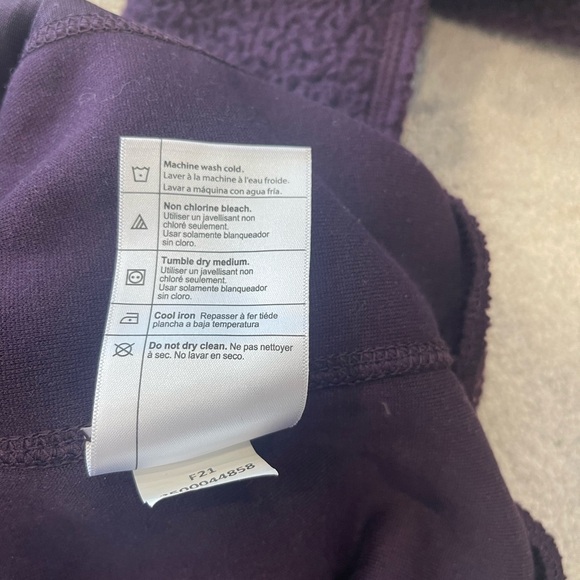 Machine wash cold.
Laver à la machine à l'eau froide.
Lavar a máquina con agua fría.
Non chlorine bleach.
Utiliser un javellisant non
chloré seulement.
Usar solamente blanqueador
sin cloro.
Tumble dry medium.
Utiliser un javellisant non
chloré seulement.
Usar solamente blanqueador
sin cloro.
Cool iron Repasser à fer tiède
plancha a baja temperatura
Do not dry clean. Ne pas nettoyer
à sec. No lavar en seco.
F21
4500044858